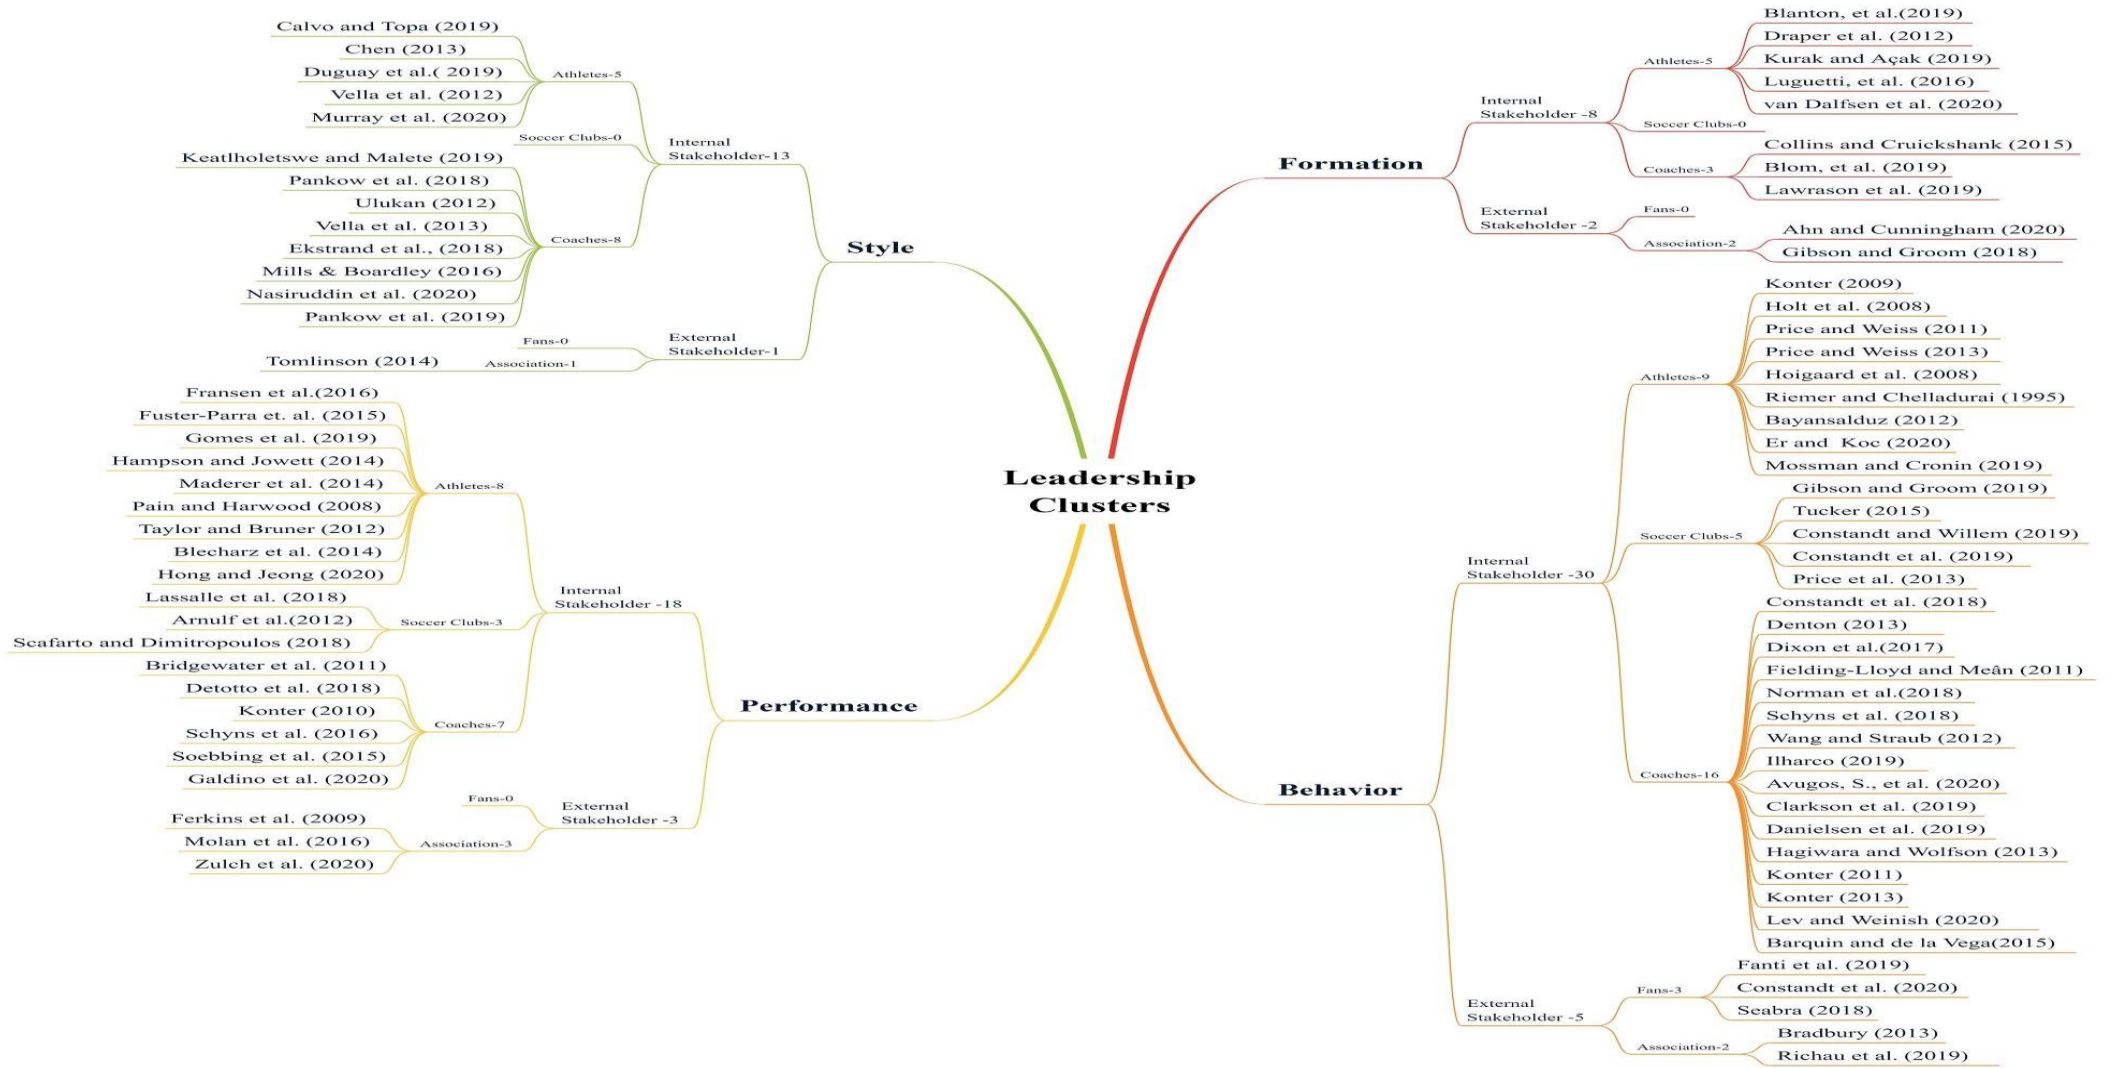 Leadership
Clusters
Style
Internal
Stakeholder-13
Athletes-5
Calvo and Topa (2019)
Chen (2013)
Duguay et al.( 2019)
Vella et al. (2012)
Murray et al. (2020)
Soccer Clubs-0
Coaches-8
Keatlholetswe and Malete (2019)
Pankow et al. (2018)
Ulukan (2012)
Vella et al. (2013)
Ekstrand et al., (2018)
Mills & Boardley (2016)
Nasiruddin et al. (2020)
Pankow et al. (2019)
External
Stakeholder-1
Fans-0
Association-1
Tomlinson (2014)
Performance
Internal
Stakeholder -18
Athletes-8
Fransen et al.(2016)
Fuster-Parra et. al. (2015)
Gomes et al. (2019)
Hampson and Jowett (2014)
Maderer et al. (2014)
Pain and Harwood (2008)
Taylor and Bruner (2012)
Blecharz et al. (2014)
Hong and Jeong (2020)
Soccer Clubs-3
Lassalle et al. (2018)
Arnulf et al.(2012)
Scafarto and Dimitropoulos (2018)
Coaches-7
Bridgewater et al. (2011)
Detotto et al. (2018)
Konter (2010)
Schyns et al. (2016)
Soebbing et al. (2015)
Galdino et al. (2020)
External
Stakeholder -3
Fans-0
Association-3
Ferkins et al. (2009)
Molan et al. (2016)
Zulch et al. (2020)
Formation
Internal
Stakeholder -8
Athletes-5
Blanton, et al.(2019)
Draper et al. (2012)
Kurak and Açak (2019)
Luguetti, et al. (2016)
van Dalfsen et al. (2020)
Soccer Clubs-0
Coaches-3
Collins and Cruickshank (2015)
Blom, et al. (2019)
Lawrason et al. (2019)
External
Stakeholder -2
Fans-0
Association-2
Ahn and Cunningham (2020)
Gibson and Groom (2018)
Behavior
Internal
Stakeholder -30
Athletes-9
Konter (2009)
Holt et al. (2008)
Price and Weiss (2011)
Price and Weiss (2013)
Hoigaard et al. (2008)
Riemer and Chelladurai (1995)
Bayansalduz (2012)
Er and Koc (2020)
Mossman and Cronin (2019)
Soccer Clubs-5
Gibson and Groom (2019)
Tucker (2015)
Constandt and Willem (2019)
Constandt et al. (2019)
Price et al. (2013)
Coaches-16
Constandt et al. (2018)
Denton (2013)
Dixon et al.(2017)
Fielding-Lloyd and Meân (2011)
Norman et al.(2018)
Schyns et al. (2018)
Wang and Straub (2012)
Ilharco (2019)
Avugos, S., et al. (2020)
Clarkson et al. (2019)
Danielsen et al. (2019)
Hagiwara and Wolfson (2013)
Konter (2011)
Konter (2013)
Lev and Weinish (2020)
Barquin and de la Vega(2015)
External
Stakeholder -5
Fans-3
Fanti et al. (2019)
Constandt et al. (2020)
Seabra (2018)
Association-2
Bradbury (2013)
Richau et al. (2019)